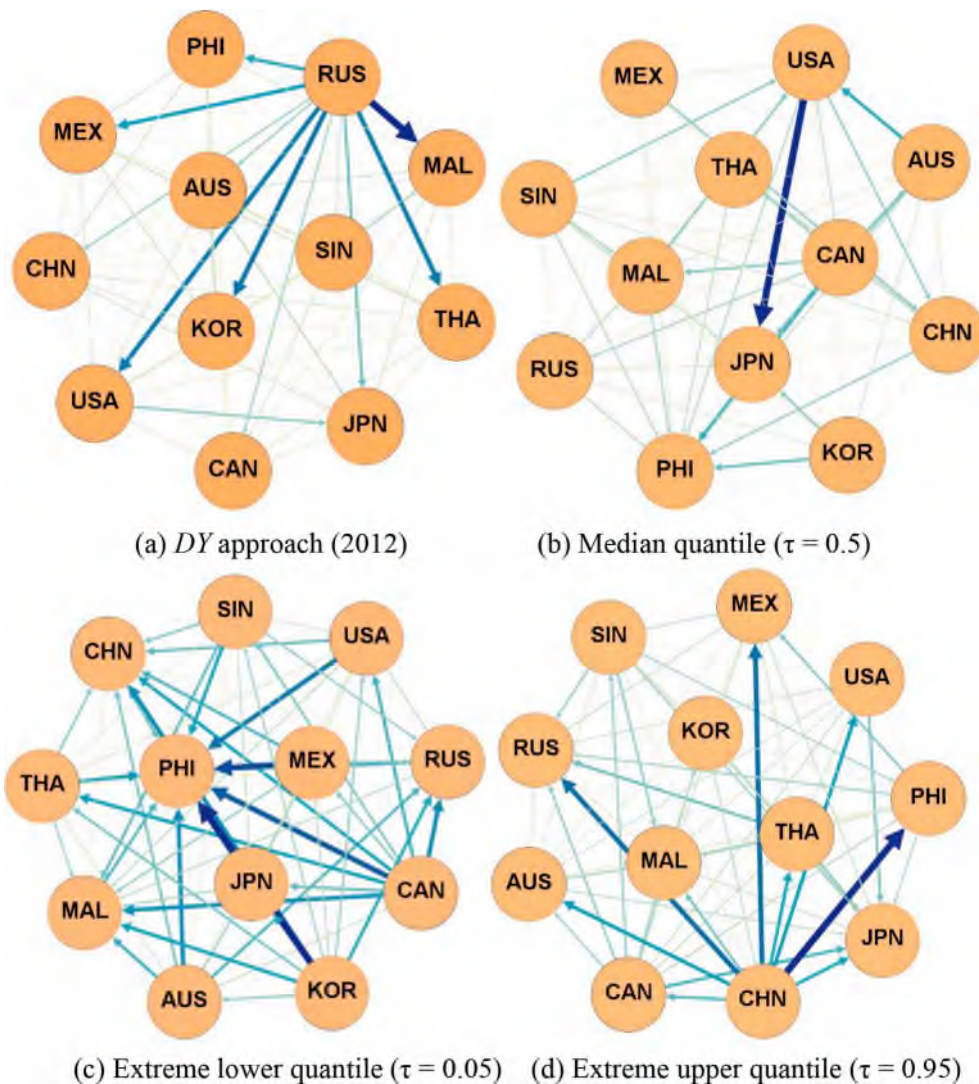 PHI
RUS
MEX
MAL
AUS
SIN
CHN
KOR
THA
USA
JPN
CAN
(a) DY approach (2012)
USA
MEX
AUS
THA
SIN
CAN
MAL
CHN
JPN
RUS
KOR
PHI
(b) Median quantile (τ = 0.5)
SIN
USA
CHN
MEX
RUS
PHI
THA
JPN
CAN
MAL
KOR
AUS
(c) Extreme lower quantile (τ = 0.05)
MEX
SIN
USA
KOR
RUS
PHI
THA
MAL
AUS
JPN
CAN
CHN
(d) Extreme upper quantile (τ = 0.95)